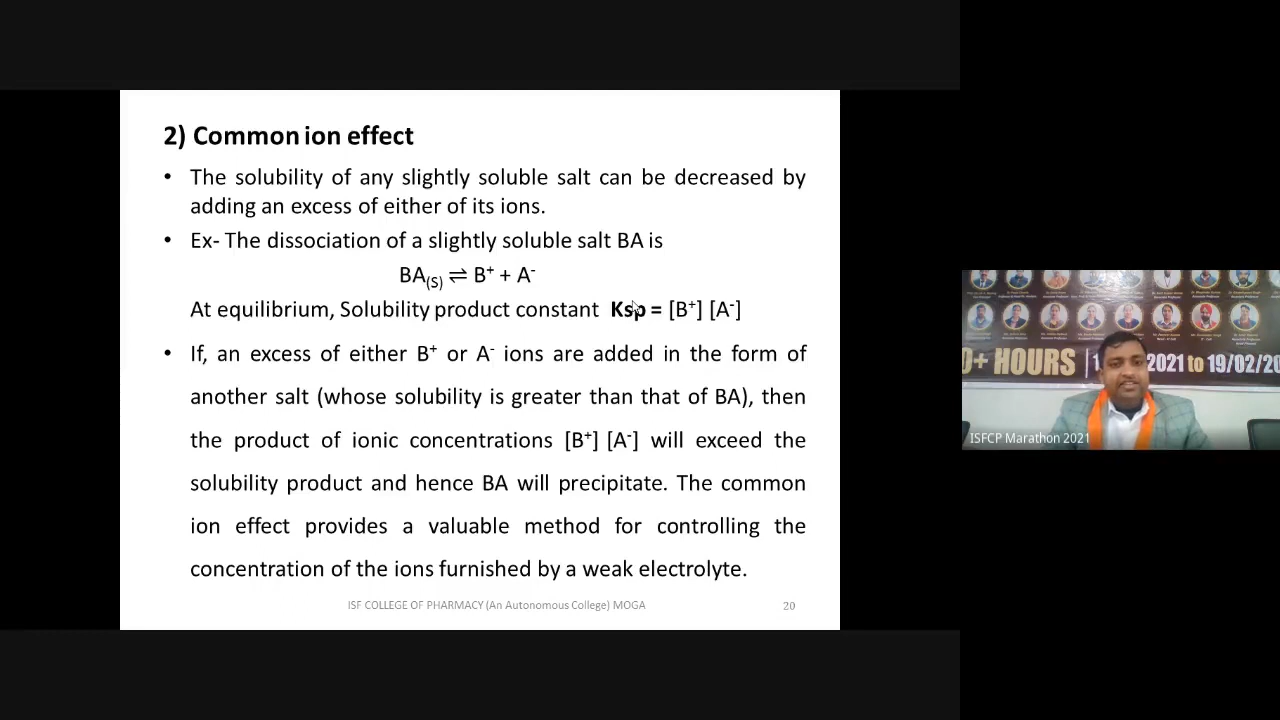 2) Common ion effect
• The solubility of any slightly soluble salt can be decreased by
adding an excess of either of its ions.
• Ex- The dissociation of a slightly soluble salt BA is
BA(S) ⇌ B⁺ + A⁻
At equilibrium, Solubility product constant Ksp = [B⁺] [A⁻]
• If, an excess of either B⁺ or A⁻ ions are added in the form of
another salt (whose solubility is greater than that of BA), then
the product of ionic concentrations [B⁺] [A⁻] will exceed the
solubility product and hence BA will precipitate. The common
ion effect provides a valuable method for controlling the
concentration of the ions furnished by a weak electrolyte.
ISF COLLEGE OF PHARMACY (An Autonomous College) MOGA
20
0+ HOURS
2021 to 19/02/20
ISFCP Marathon 2021